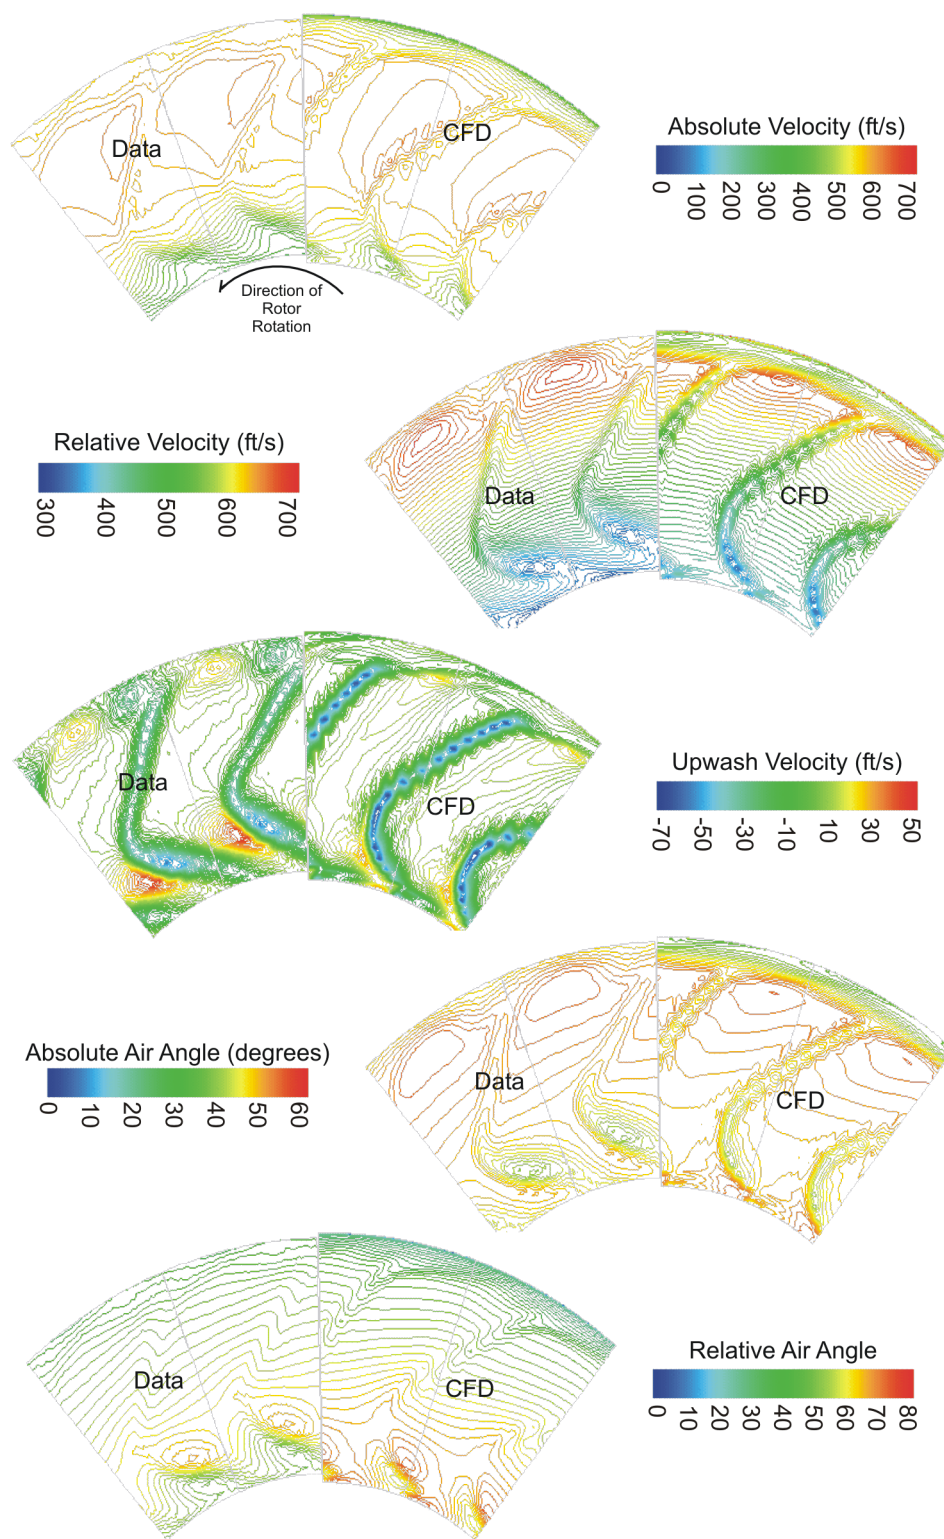 Data
CFD
Absolute Velocity (ft/s)
0 100 200 300 400 500 600 700
Direction of
Rotor
Rotation
Relative Velocity (ft/s)
300 400 500 600 700
Data
CFD
Data
CFD
Upwash Velocity (ft/s)
-70 -50 -30 -10 10 30 50
Absolute Air Angle (degrees)
0 10 20 30 40 50 60
Data
CFD
Data
CFD
Relative Air Angle
0 10 20 30 40 50 60 70 80